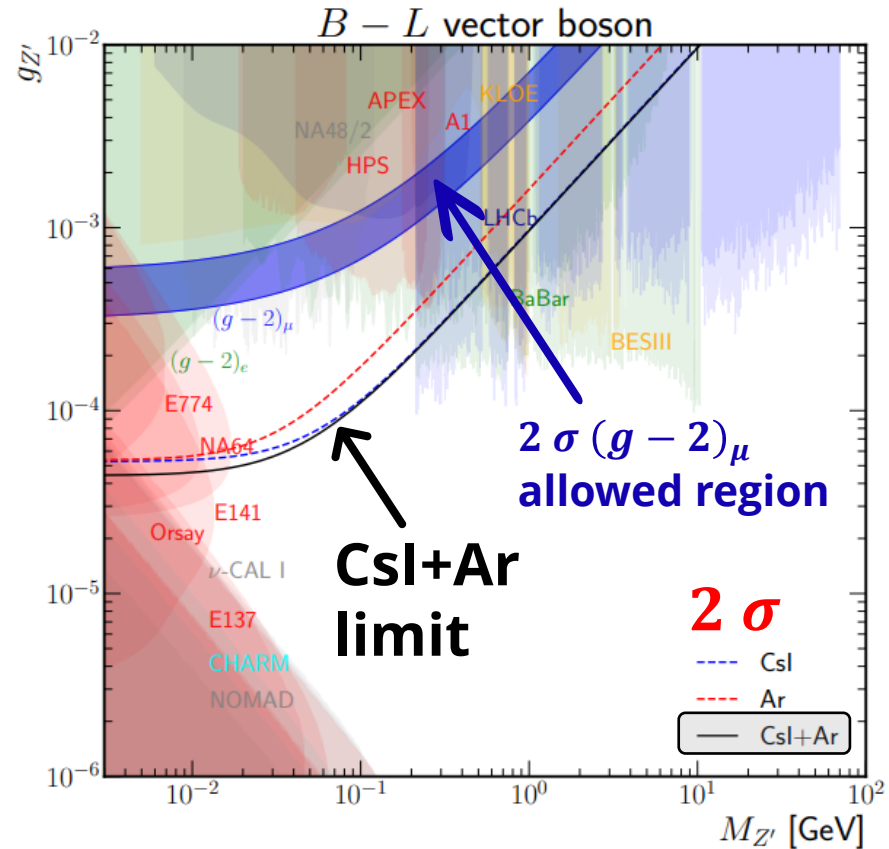 B − L vector boson
g_{Z'}
10^{-2}
10^{-3}
10^{-4}
10^{-5}
10^{-6}
APEX
KLOE
NA48/2
A1
HPS
LHCb
BaBar
(g − 2)_μ
BESIII
(g − 2)_e
E774
NA64
2 σ (g − 2)_μ
allowed region
E141
Orsay
ν-CAL I
CsI+Ar
limit
E137
CHARM
NOMAD
2 σ
CsI
Ar
CsI+Ar
10^{-2} 10^{-1} 10^{0} 10^{1} 10^{2}
M_{Z'} [GeV]